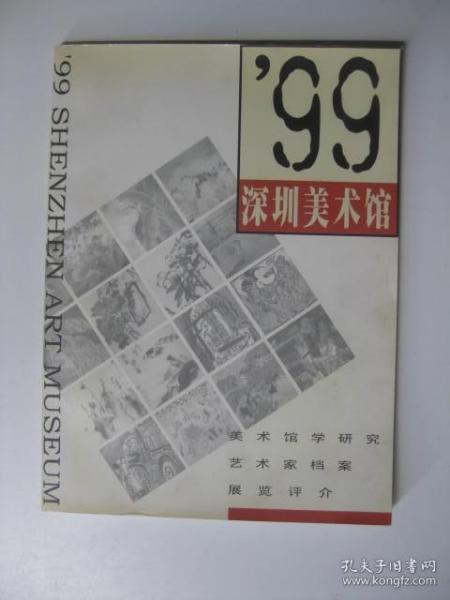 '99
深圳美术馆
'99 SHENZHEN ART MUSEUM
美术馆学研究
艺术家档案
展览评介
孔夫子旧书网
www.kongfz.com